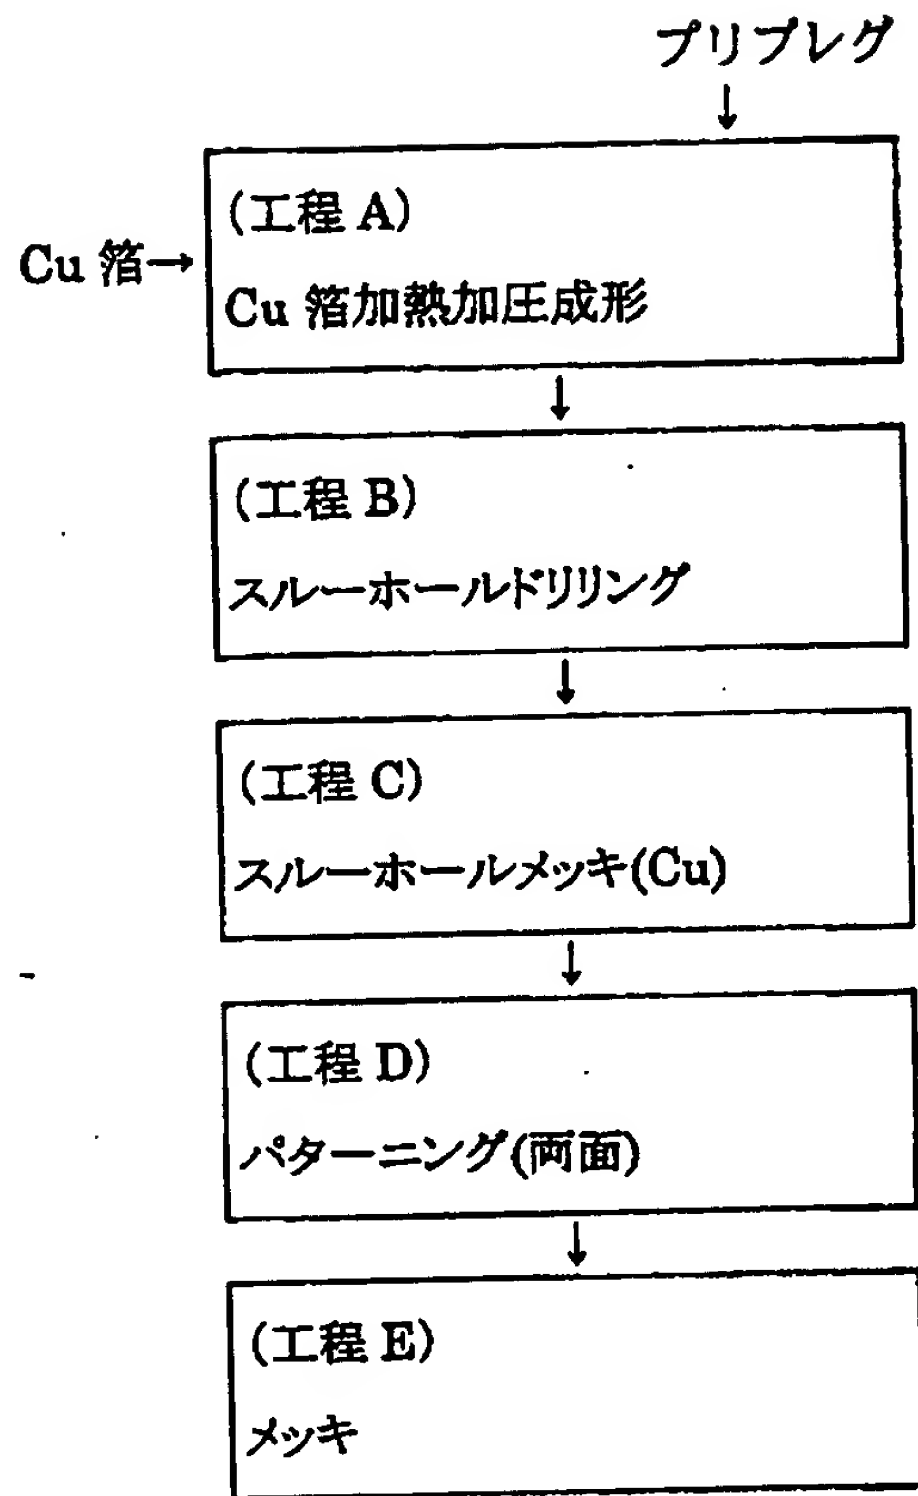 プリプレグ
↓
(工程 A)
Cu 箔→
Cu 箔加熱加圧成形
↓
(工程 B)
スルーホールドリリング
↓
(工程 C)
スルーホールメッキ(Cu)
↓
(工程 D)
パターニング(両面)
↓
(工程 E)
メッキ